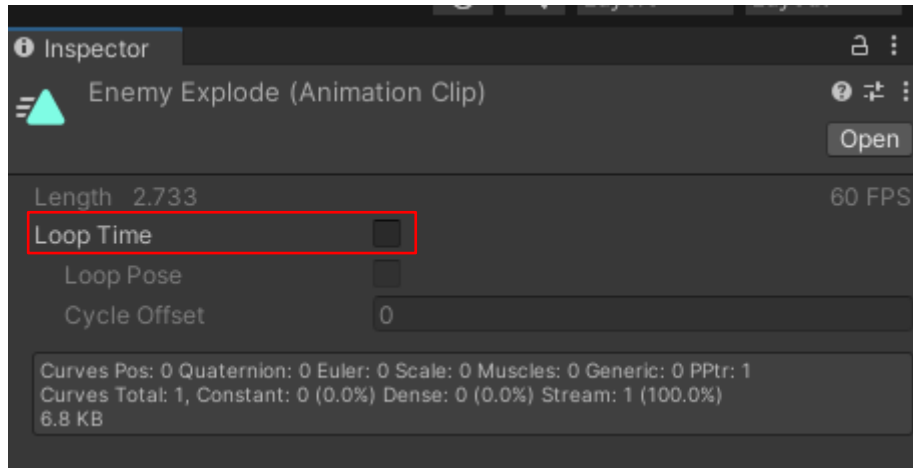 Inspector
Enemy Explode (Animation Clip)
Open
Length 2.733 60 FPS
Loop Time
Loop Pose
Cycle Offset 0
Curves Pos: 0 Quaternion: 0 Euler: 0 Scale: 0 Muscles: 0 Generic: 0 PPtr: 1
Curves Total: 1, Constant: 0 (0.0%) Dense: 0 (0.0%) Stream: 1 (100.0%)
6.8 KB